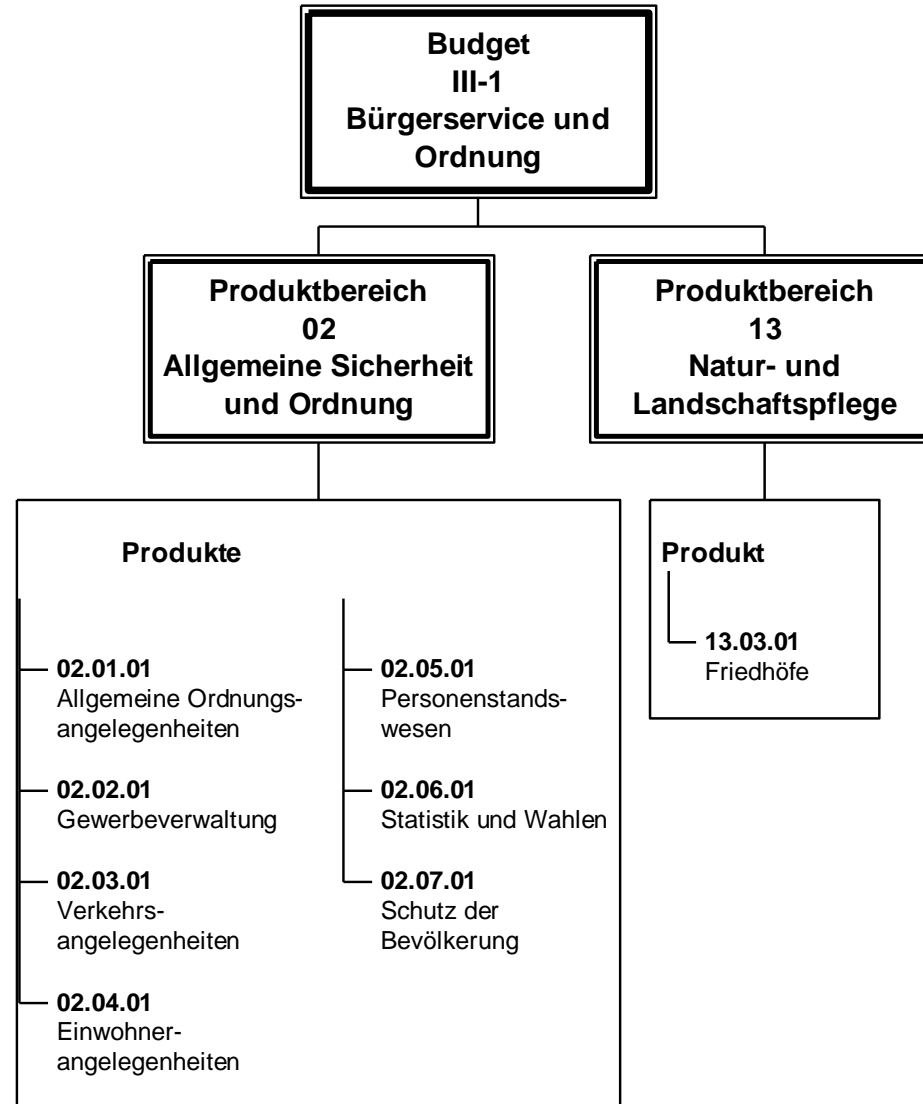 Budget
III-1
Bürgerservice und
Ordnung
Produktbereich
02
Allgemeine Sicherheit
und Ordnung
Produktbereich
13
Natur- und
Landschaftspflege
Produkte
02.01.01
Allgemeine Ordnungs-
angelegenheiten
02.02.01
Gewerbeverwaltung
02.03.01
Verkehrs-
angelegenheiten
02.04.01
Einwohner-
angelegenheiten
02.05.01
Personenstands-
wesen
02.06.01
Statistik und Wahlen
02.07.01
Schutz der
Bevölkerung
Produkt
13.03.01
Friedhöfe